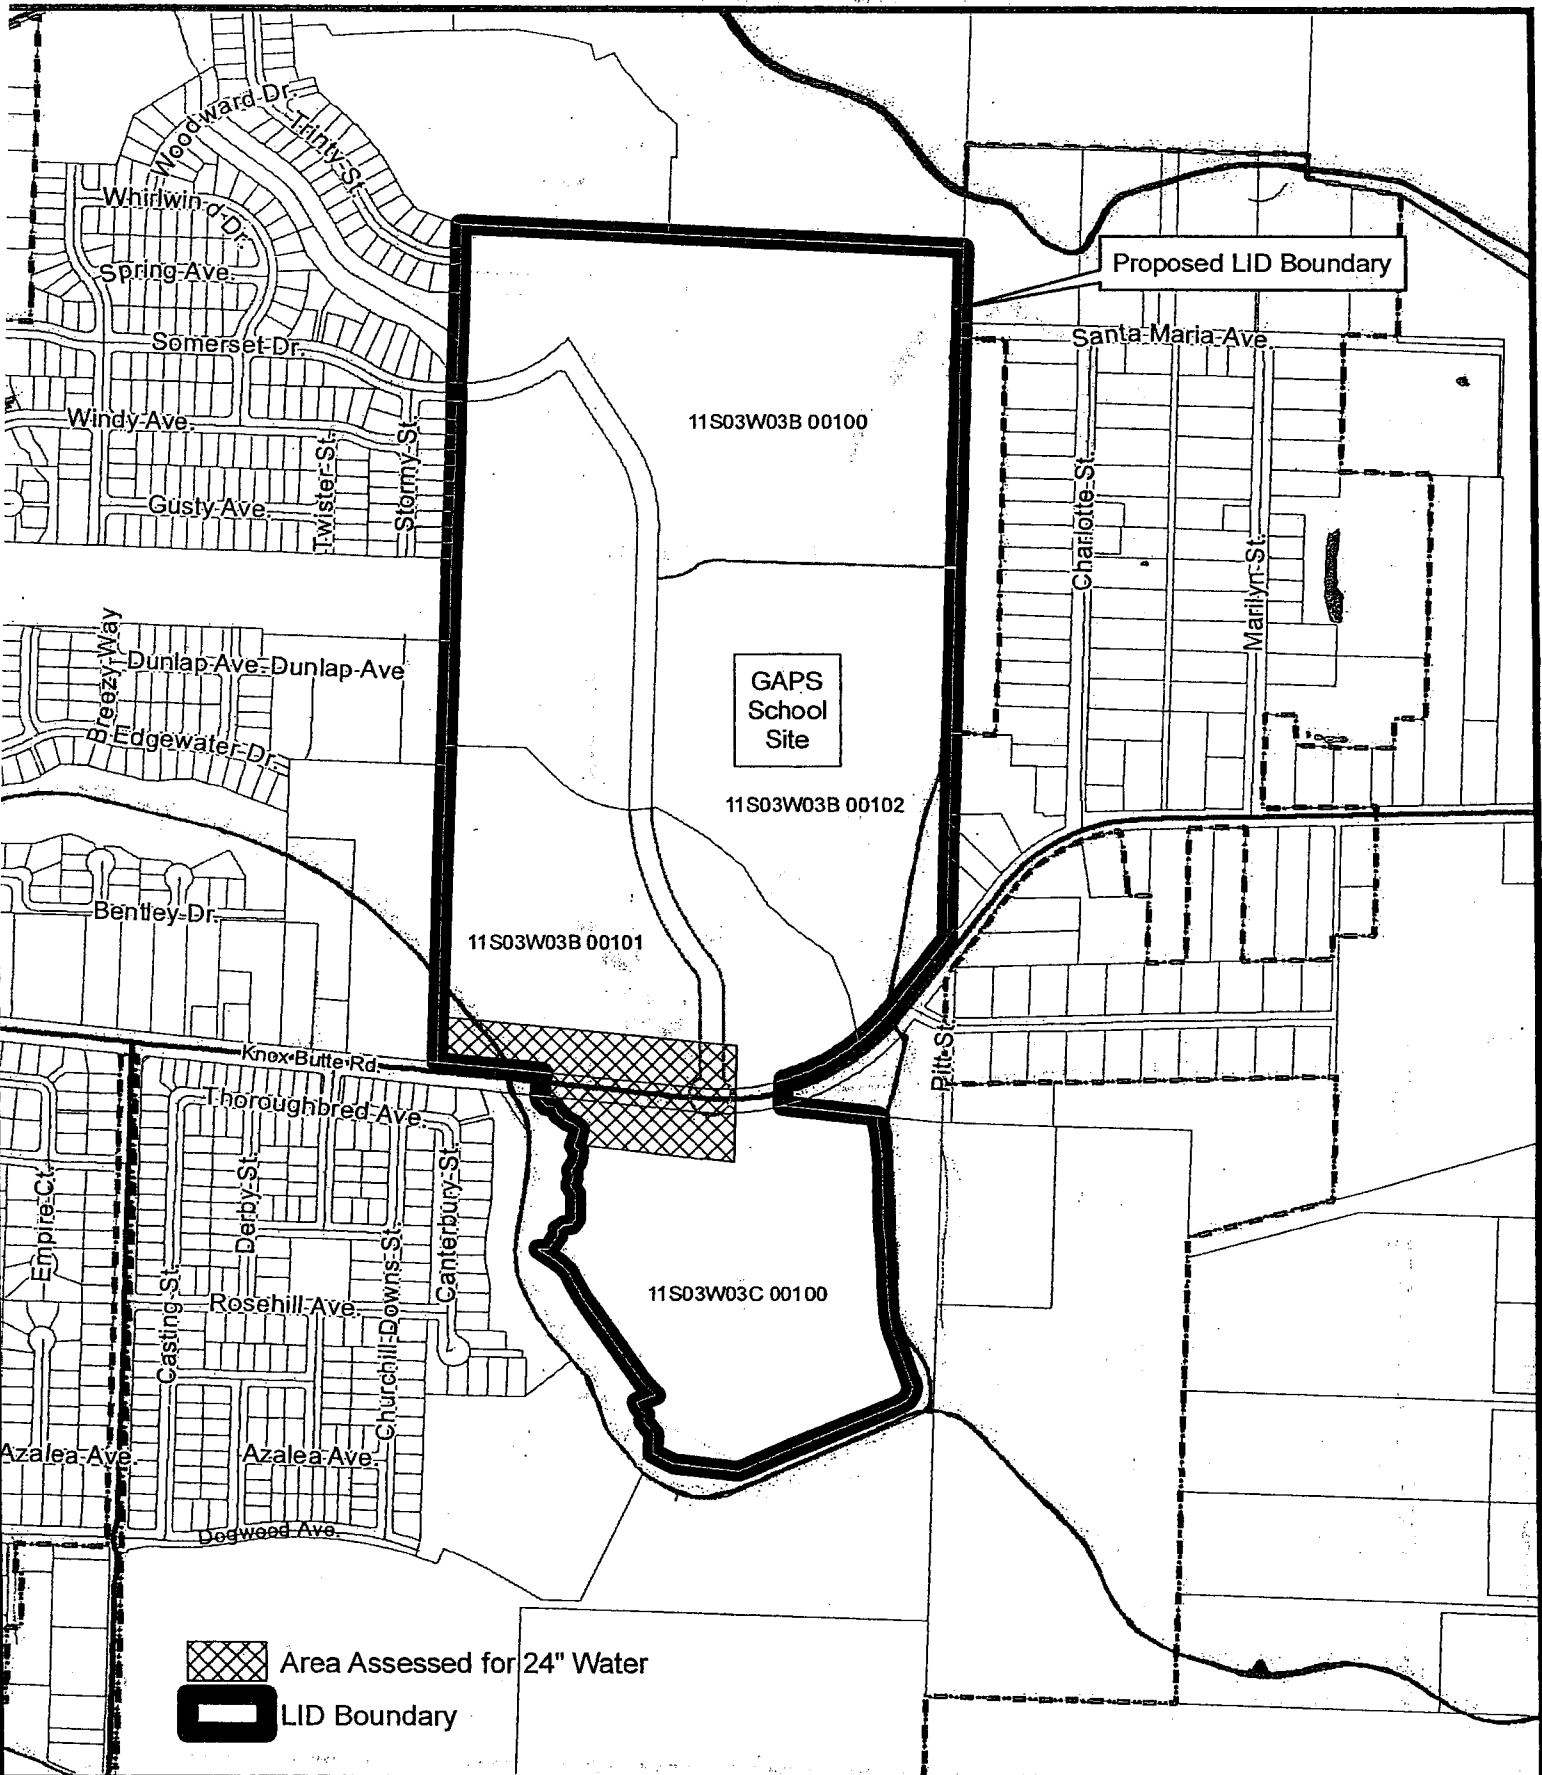 Woodward Dr.
Trinty St
Whirlwin d Dr.
Spring Ave.
Somerset Dr.
Windy Ave.
Gusty Ave.
Twister St.
Stormy St.
Proposed LID Boundary
Santa Maria Ave.
11S03W03B 00100
Charlotte St.
Marilyn St.
Breezy Way
Dunlap Ave. Dunlap Ave
Edgewater Dr.
GAPS
School
Site
11S03W03B 00102
Bentley Dr.
11S03W03B 00101
Knox Butte Rd.
Pitt St.
Thoroughbred Ave.
Empire Ct.
Derby St.
Canterbury St.
Casting St.
Rosehill Ave.
Churchill Downs St.
11S03W03C 00100
Azalea Ave.
Azalea Ave.
Dogwood Ave.
Area Assessed for 24" Water
LID Boundary